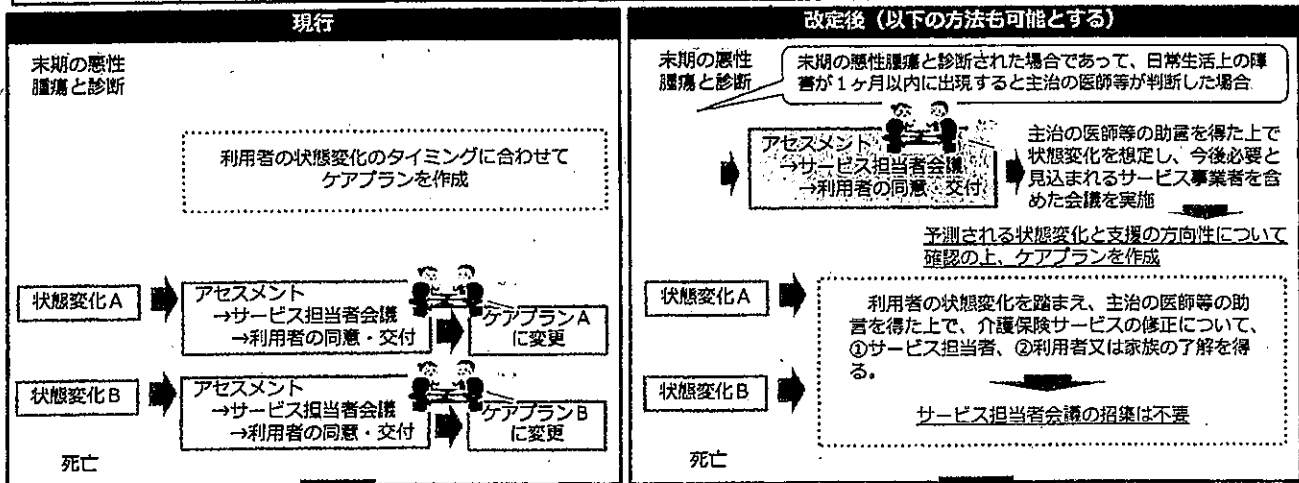 現行
末期の悪性
腫瘍と診断
利用者の状態変化のタイミングに合わせて
ケアプランを作成
状態変化A
アセスメント
→サービス担当者会議
→利用者の同意・交付
ケアプランA
に変更
状態変化B
アセスメント
→サービス担当者会議
→利用者の同意・交付
ケアプランB
に変更
死亡
改定後(以下の方法も可能とする)
末期の悪性
腫瘍と診断
末期の悪性腫瘍と診断された場合であって、日常生活上の障
害が1ヶ月以内に出現すると主治の医師等が判断した場合
アセスメント
→サービス担当者会議
→利用者の同意・交付
主治の医師等の助言を得た上で
状態変化を想定し、今後必要と
見込まれるサービス事業者を含
めた会議を実施
予測される状態変化と支援の方向性について
確認の上、ケアプランを作成
状態変化A
状態変化B
利用者の状態変化を踏まえ、主治の医師等の助
言を得た上で、介護保険サービスの修正について、
①サービス担当者、②利用者又は家族の了解を得
る。
サービス担当者会議の招集は不要
死亡